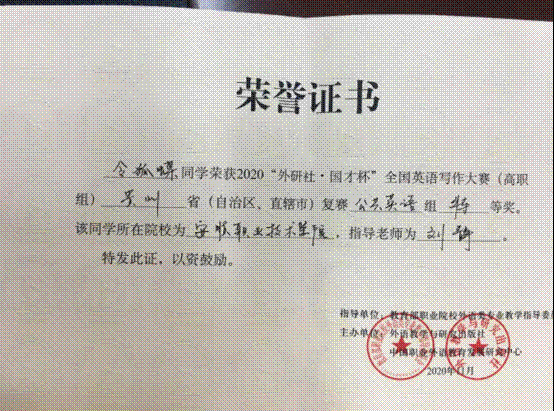 荣誉证书
令狐蝶同学荣获2020“外研社·国才杯”全国英语写作大赛（高职
组）贵州省（自治区、直辖市）复赛公共英语组特等奖。
该同学所在院校为安顺职业技术学院，指导老师为刘。
特发此证，以资鼓励。
指导单位：教育部职业院校外语类专业教学指导委
主办单位：外语教学与研究出版社
中国职业外语教育发展研究中心
2020年11月